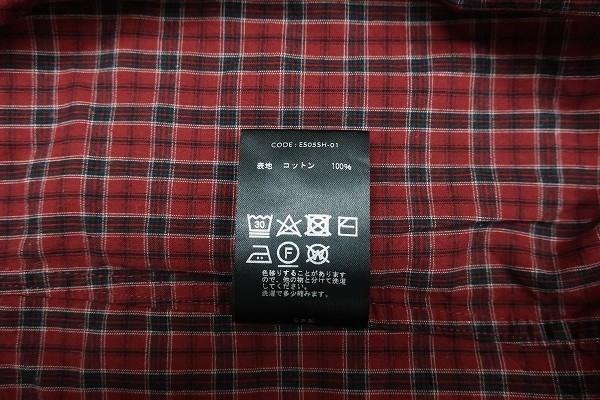 CODE : ES05SH-01
表地 コットン 100%
30
F
W
色移りすることがあります
ので、他の物と分けて洗濯
してください。
洗濯で多少縮みます。